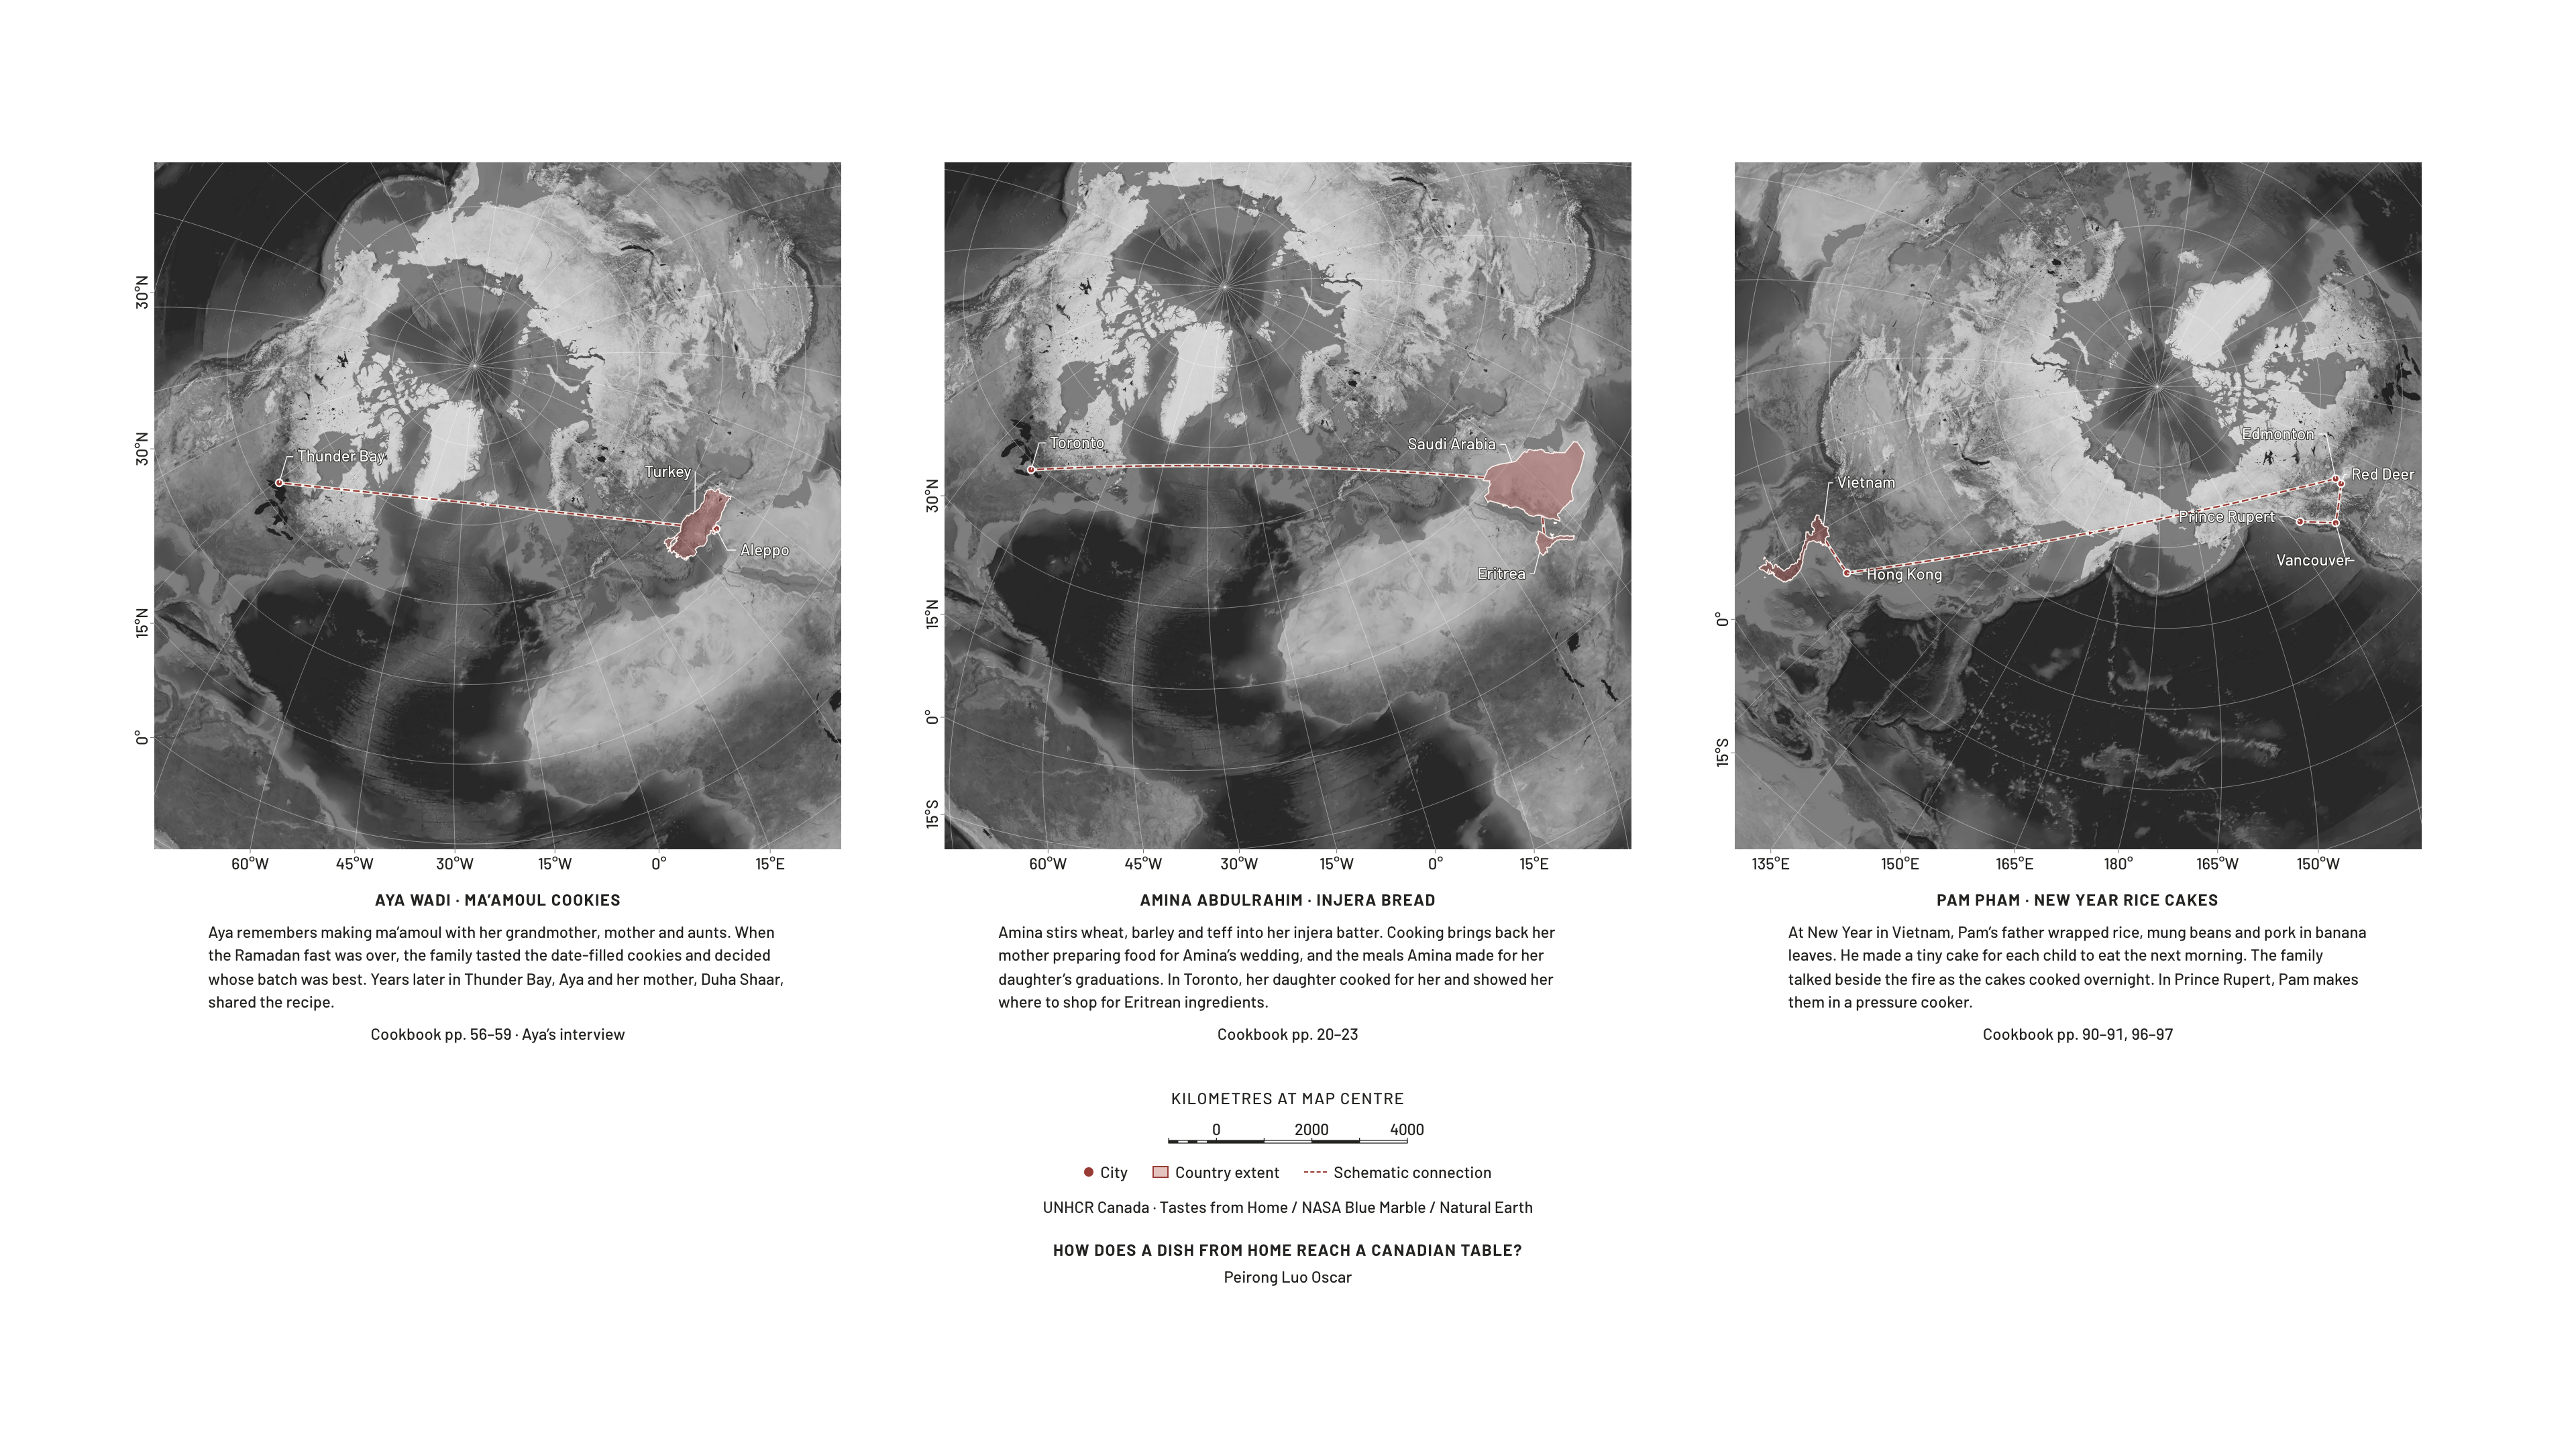 30°N
30°N
15°N
0°
Thunder Bay
Turkey
Aleppo
60°W 45°W 30°W 15°W 0° 15°E
AYA WADI · MA’AMOUL COOKIES
Aya remembers making ma’amoul with her grandmother, mother and aunts. When
the Ramadan fast was over, the family tasted the date-filled cookies and decided
whose batch was best. Years later in Thunder Bay, Aya and her mother, Duha Shaar,
shared the recipe.
Cookbook pp. 56–59 · Aya’s interview
30°N
15°N
0°
15°S
Toronto
Saudi Arabia
Eritrea
60°W 45°W 30°W 15°W 0° 15°E
AMINA ABDULRAHIM · INJERA BREAD
Amina stirs wheat, barley and teff into her injera batter. Cooking brings back her
mother preparing food for Amina’s wedding, and the meals Amina made for her
daughter’s graduations. In Toronto, her daughter cooked for her and showed her
where to shop for Eritrean ingredients.
Cookbook pp. 20–23
0°
15°S
Edmonton
Red Deer
Vietnam
Prince Rupert
Vancouver
Hong Kong
135°E 150°E 165°E 180° 165°W 150°W
PAM PHAM · NEW YEAR RICE CAKES
At New Year in Vietnam, Pam’s father wrapped rice, mung beans and pork in banana
leaves. He made a tiny cake for each child to eat the next morning. The family
talked beside the fire as the cakes cooked overnight. In Prince Rupert, Pam makes
them in a pressure cooker.
Cookbook pp. 90–91, 96–97
KILOMETRES AT MAP CENTRE
0 2000 4000
City Country extent Schematic connection
UNHCR Canada · Tastes from Home / NASA Blue Marble / Natural Earth
HOW DOES A DISH FROM HOME REACH A CANADIAN TABLE?
Peirong Luo Oscar